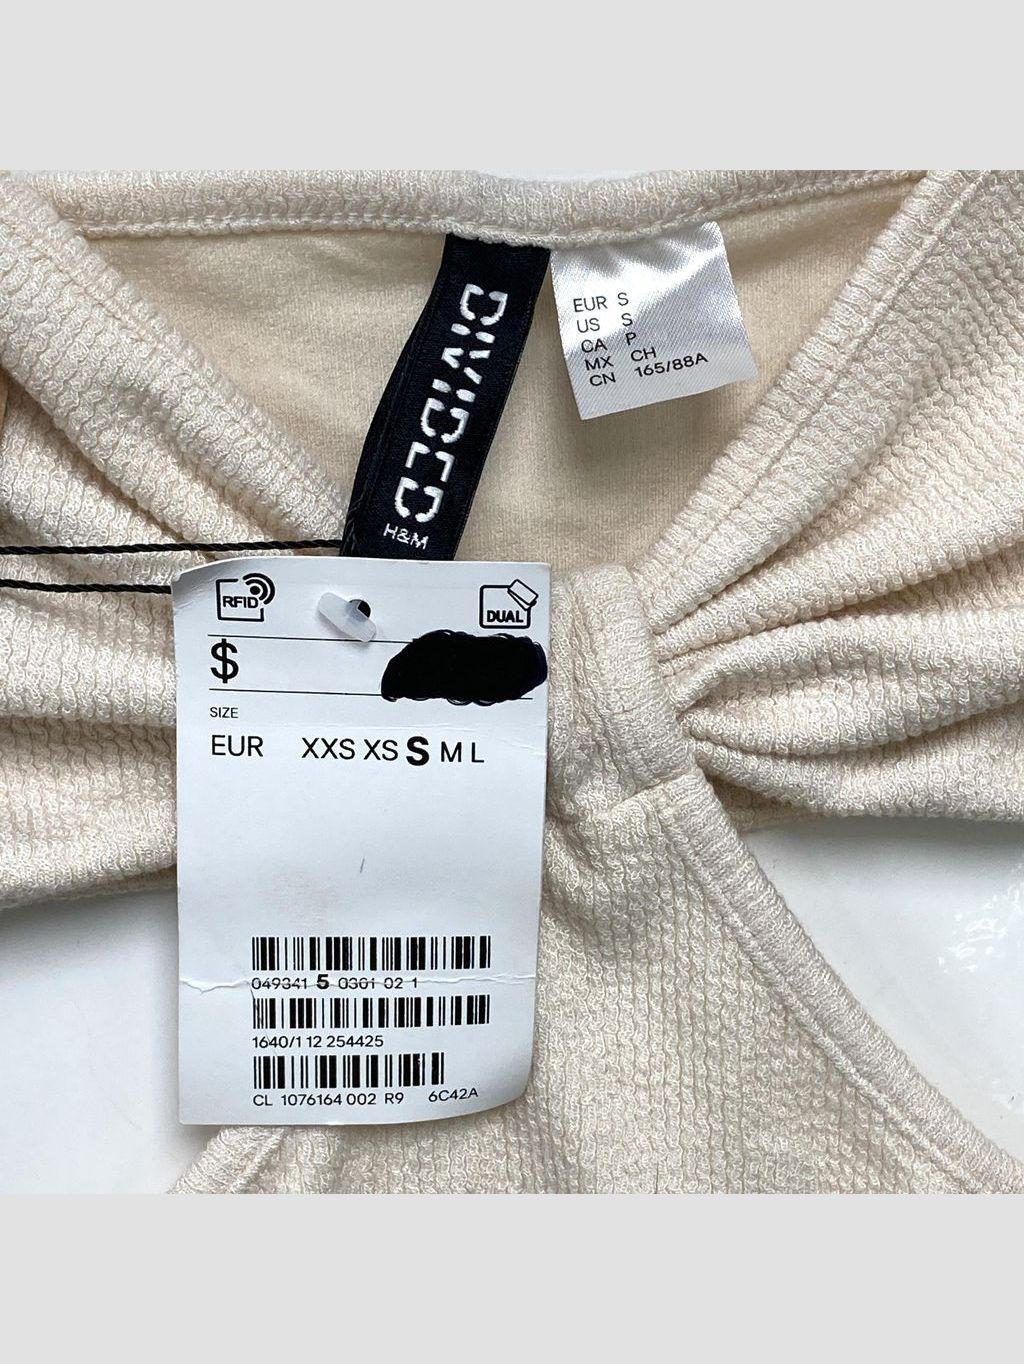 DIVIDED
H&M
EUR S
US S
CA P
MX CH
CN 165/88A
RFID
DUAL
$
SIZE
EUR XXS XS S M L
049341 5 0301 02 1
1640/1 12 254425
CL 1076164 002 R9 6C42A